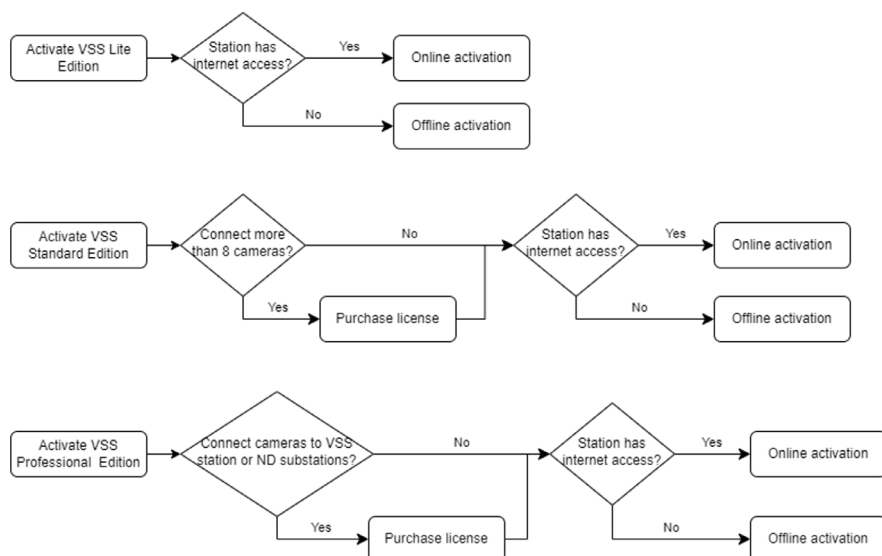 Activate VSS Lite
Edition
Station has
internet access?
Yes
Online activation
No
Offline activation
Activate VSS
Standard Edition
Connect more
than 8 cameras?
No
Yes
Purchase license
Station has
internet access?
Yes
Online activation
No
Offline activation
Activate VSS
Professional Edition
Connect cameras to VSS
station or ND substations?
No
Yes
Purchase license
Station has
internet access?
Yes
Online activation
No
Offline activation